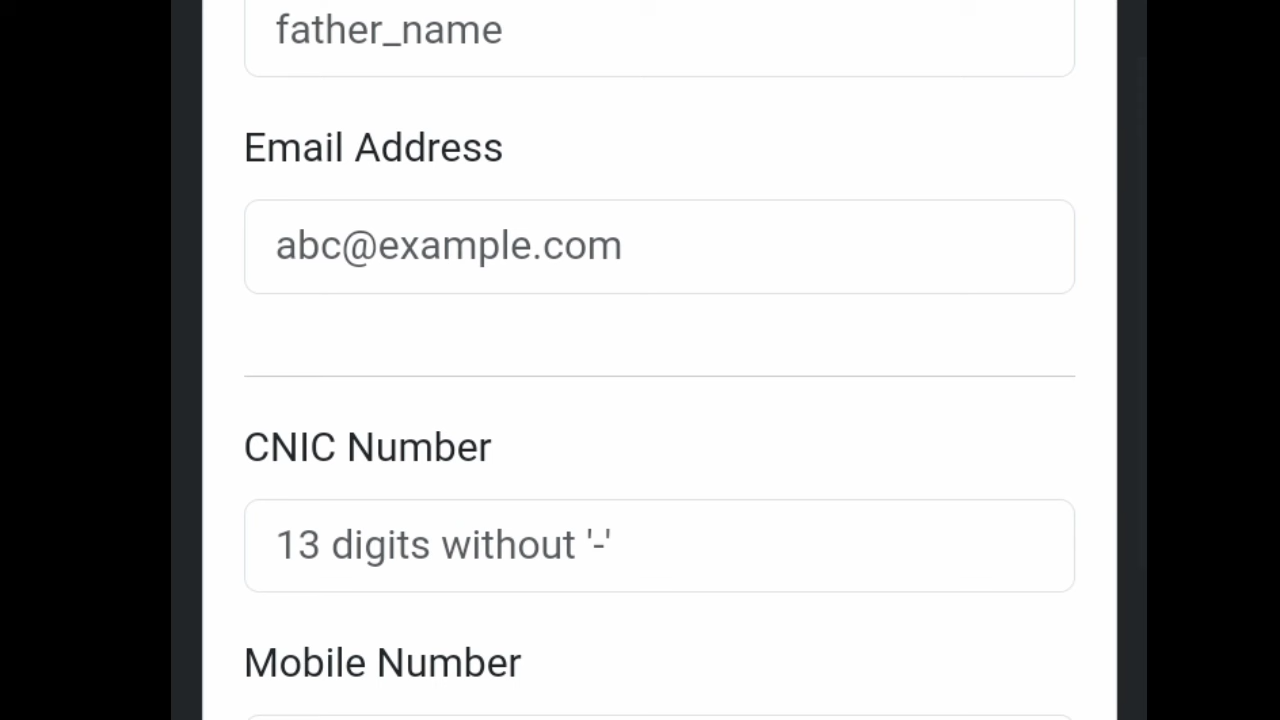 father_name
Email Address
abc@example.com
CNIC Number
13 digits without '-'
Mobile Number